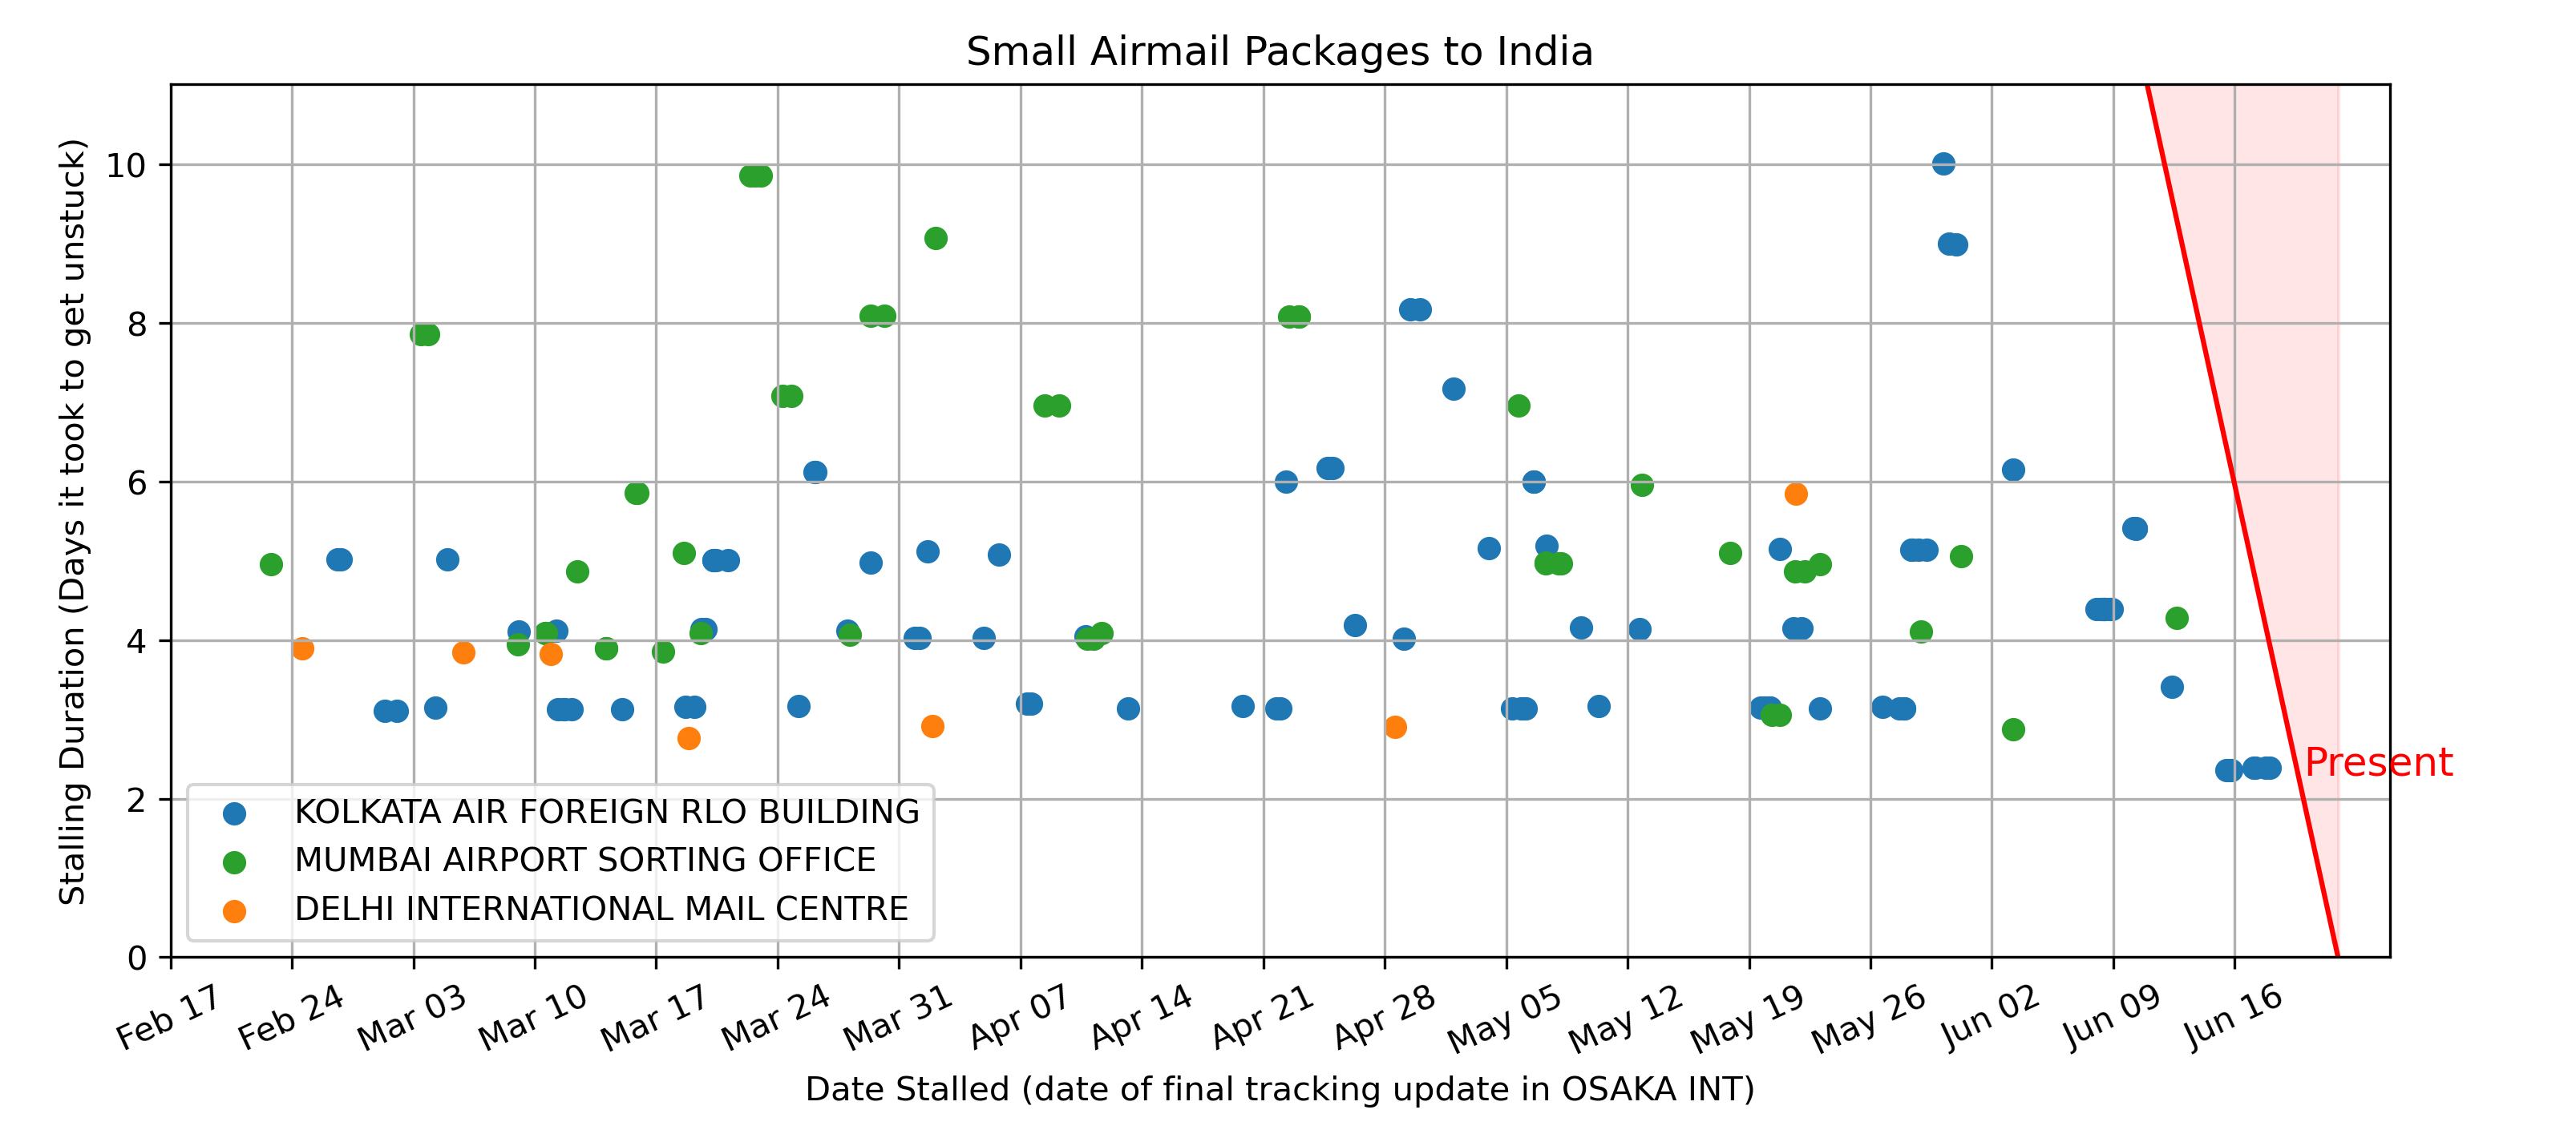 Small Airmail Packages to India
Stalling Duration (Days it took to get unstuck)
10
8
6
4
2
0
Present
KOLKATA AIR FOREIGN RLO BUILDING
MUMBAI AIRPORT SORTING OFFICE
DELHI INTERNATIONAL MAIL CENTRE
Feb 17 Feb 24 Mar 03 Mar 10 Mar 17 Mar 24 Mar 31 Apr 07 Apr 14 Apr 21 Apr 28 May 05 May 12 May 19 May 26 Jun 02 Jun 09 Jun 16
Date Stalled (date of final tracking update in OSAKA INT)